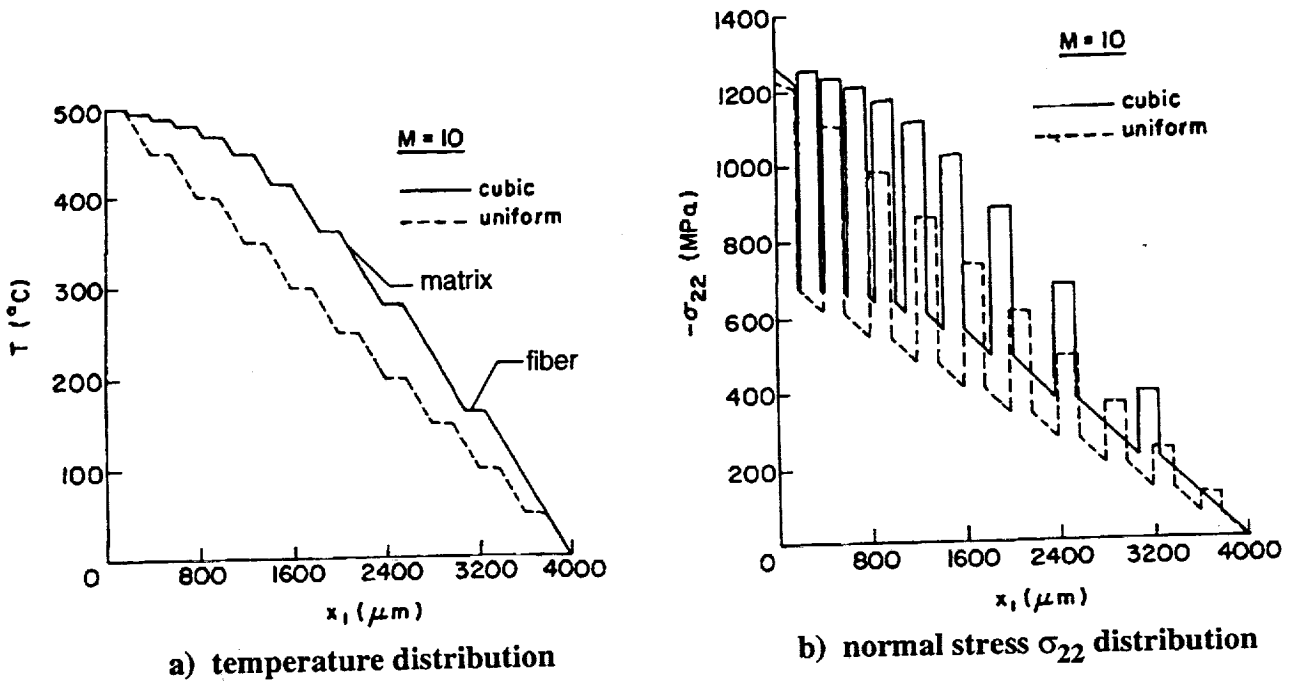 500
400
300
200
100
0
800
1600
2400
3200
4000
T (°C)
x₁ (μm)
M = 10
cubic
uniform
matrix
fiber
a) temperature distribution
1400
1200
1000
800
600
400
200
0
800
1600
2400
3200
4000
-σ₂₂ (MPa)
x₁ (μm)
M = 10
cubic
uniform
b) normal stress σ₂₂ distribution